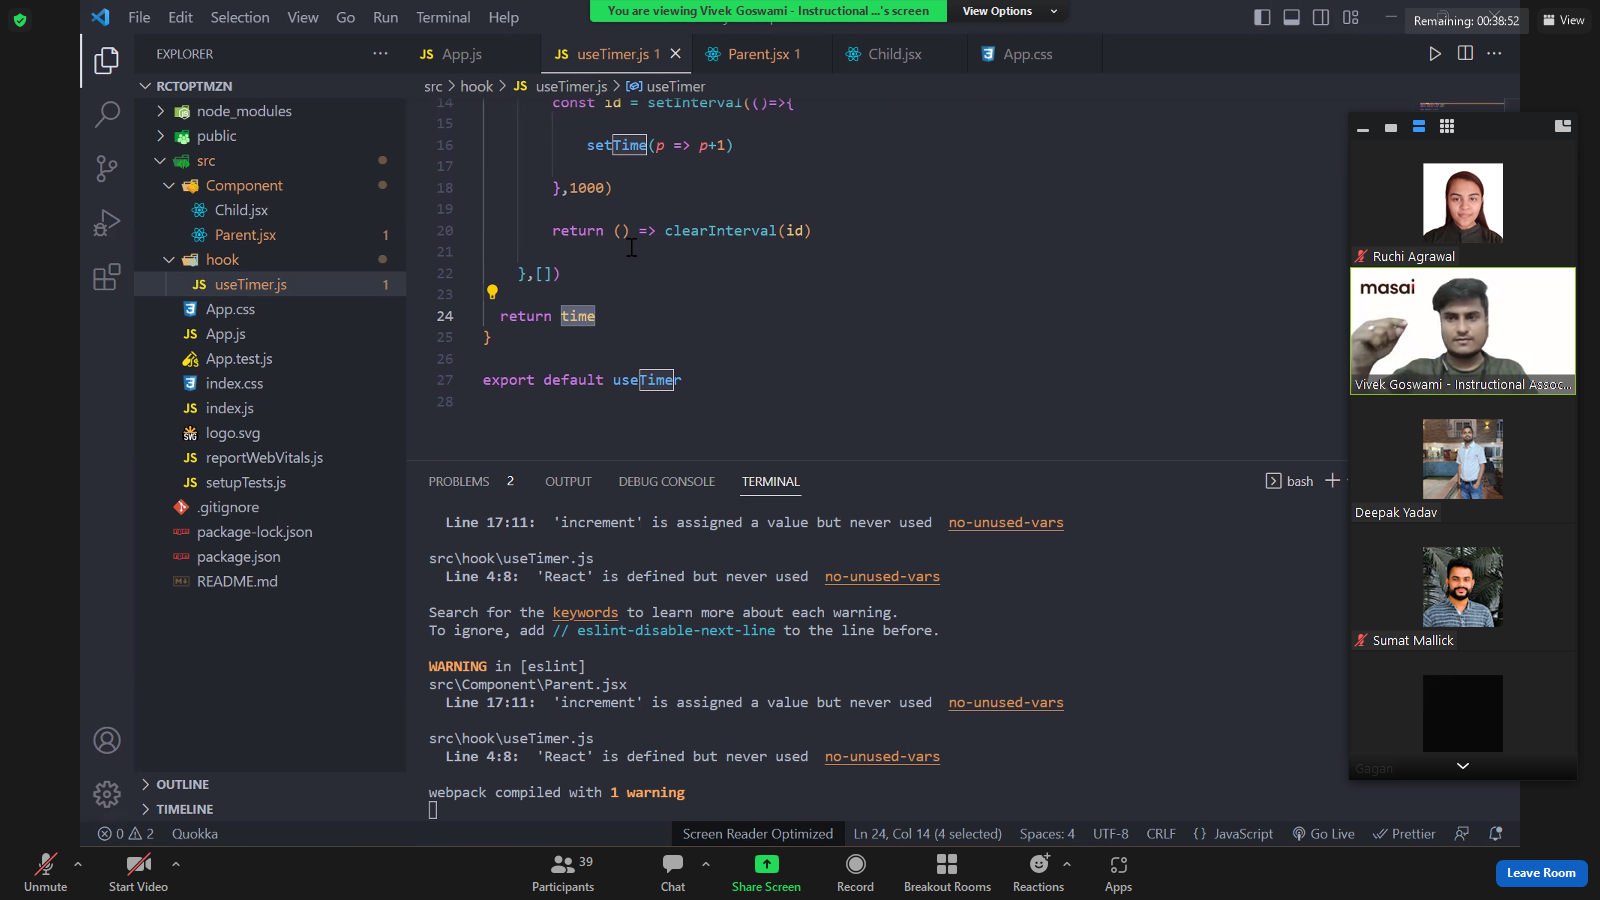 File Edit Selection View Go Run Terminal Help
You are viewing Vivek Goswami - Instructional ...'s screen
View Options
Remaining: 00:38:52
View
EXPLORER
App.js
useTimer.js 1
Parent.jsx 1
Child.jsx
App.css
src > hook > JS useTimer.js > useTimer
RCTOPTMZN
node_modules
public
src
Component
Child.jsx
Parent.jsx 1
hook
JS useTimer.js 1
App.css
JS App.js
App.test.js
index.css
JS index.js
logo.svg
JS reportWebVitals.js
JS setupTests.js
.gitignore
package-lock.json
package.json
README.md
OUTLINE
TIMELINE
14 const id = setInterval(()=>{
15
16 setTime(p => p+1)
17
18 },1000)
19
20 return () => clearInterval(id)
21
22 },[])
23
24 return time
25 }
26
27 export default useTimer
28
PROBLEMS 2 OUTPUT DEBUG CONSOLE TERMINAL
bash
Line 17:11: 'increment' is assigned a value but never used no-unused-vars
src\hook\useTimer.js
Line 4:8: 'React' is defined but never used no-unused-vars
Search for the keywords to learn more about each warning.
To ignore, add // eslint-disable-next-line to the line before.
WARNING in [eslint]
src\Component\Parent.jsx
Line 17:11: 'increment' is assigned a value but never used no-unused-vars
src\hook\useTimer.js
Line 4:8: 'React' is defined but never used no-unused-vars
webpack compiled with 1 warning
Ruchi Agrawal
masai
Vivek Goswami - Instructional Assoc...
Deepak Yadav
Sumat Mallick
Gagan
0 2 Quokka
Screen Reader Optimized
Ln 24, Col 14 (4 selected)
Spaces: 4
UTF-8
CRLF
{} JavaScript
Go Live
Prettier
Unmute
Start Video
39
Participants
Chat
Share Screen
Record
Breakout Rooms
Reactions
Apps
Leave Room